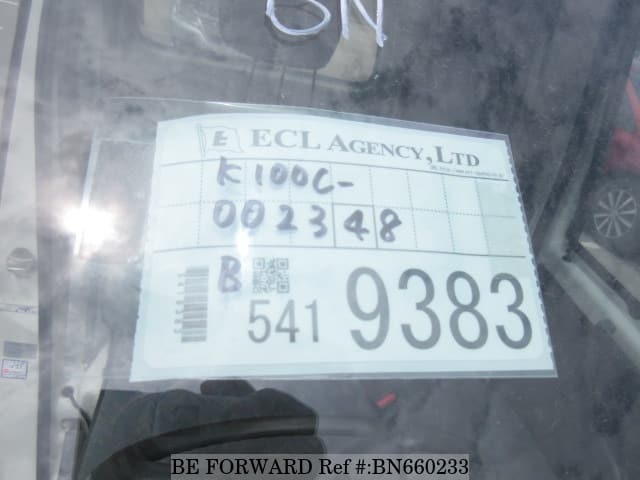 BN
E ECL AGENCY, LTD
K100C-
002348
B
541 9383
BE FORWARD Ref #:BN660233